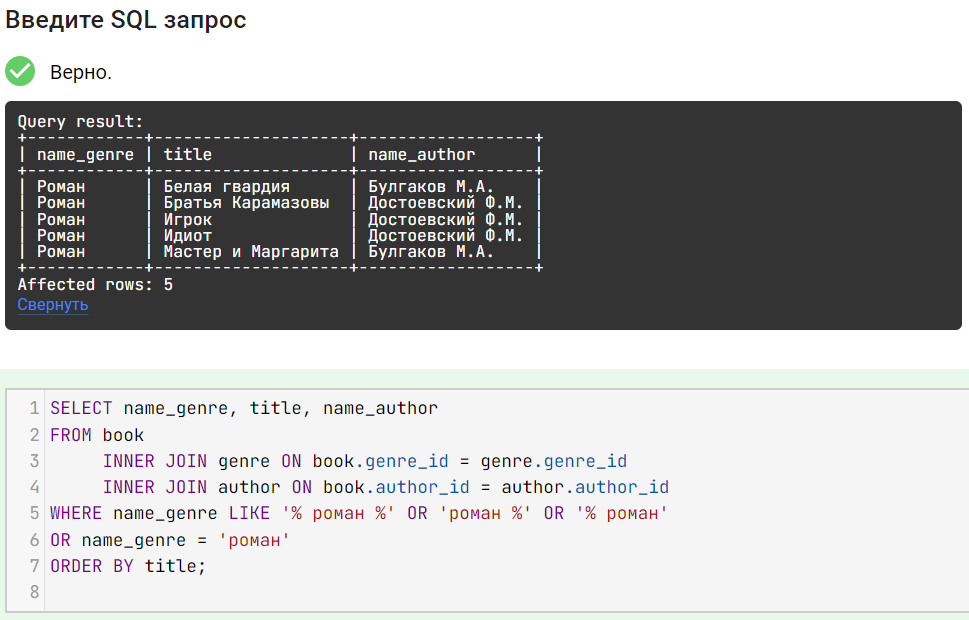 Введите SQL запрос
Верно.
Query result:
+------------+---------------------+------------------+
| name_genre | title               | name_author      |
+------------+---------------------+------------------+
| Роман      | Белая гвардия       | Булгаков М.А.    |
| Роман      | Братья Карамазовы   | Достоевский Ф.М. |
| Роман      | Игрок               | Достоевский Ф.М. |
| Роман      | Идиот               | Достоевский Ф.М. |
| Роман      | Мастер и Маргарита  | Булгаков М.А.    |
+------------+---------------------+------------------+
Affected rows: 5
Свернуть
1 SELECT name_genre, title, name_author
2 FROM book
3      INNER JOIN genre ON book.genre_id = genre.genre_id
4      INNER JOIN author ON book.author_id = author.author_id
5 WHERE name_genre LIKE '% роман %' OR 'роман %' OR '% роман'
6 OR name_genre = 'роман'
7 ORDER BY title;
8